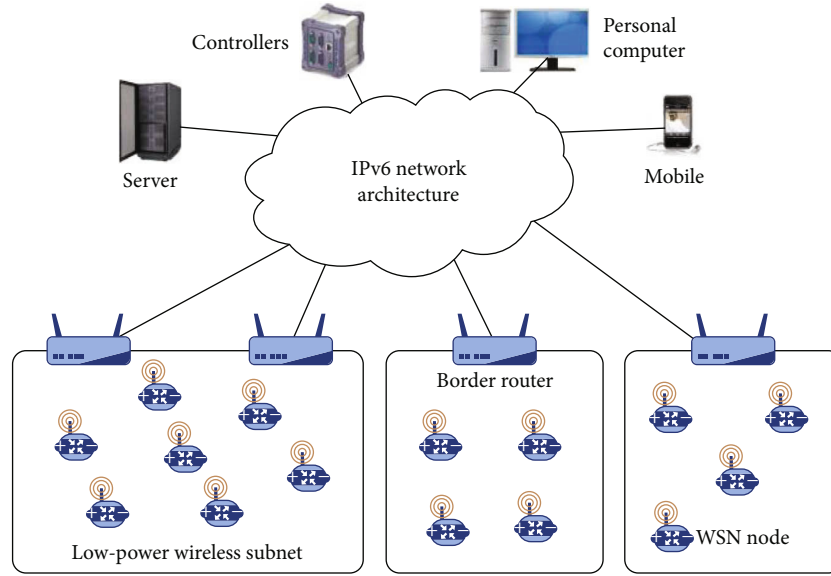 Controllers
Personal
computer
Server
IPv6 network
architecture
Mobile
Border router
Low-power wireless subnet
WSN node